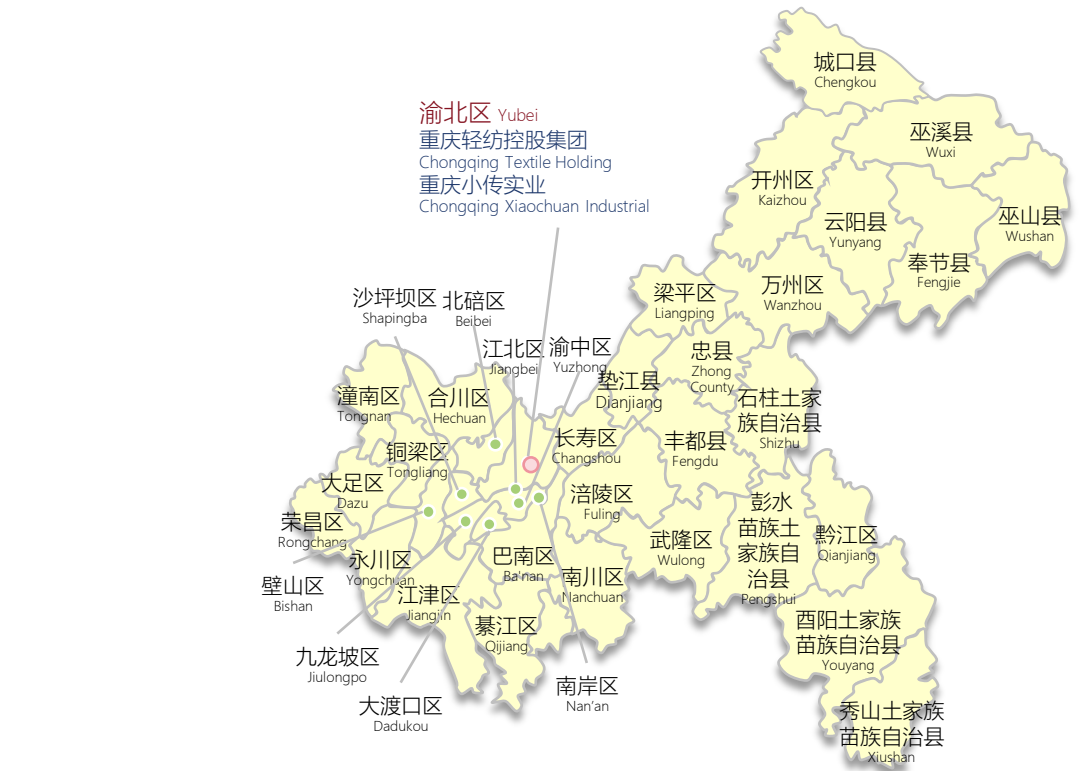 城口县
Chengkou
渝北区 Yubei
重庆轻纺控股集团
Chongqing Textile Holding
重庆小传实业
Chongqing Xiaochuan Industrial
巫溪县
Wuxi
开州区
Kaizhou
云阳县
Yunyang
巫山县
Wushan
奉节县
Fengjie
万州区
Wanzhou
梁平区
Liangping
沙坪坝区
Shapingba
北碚区
Beibei
江北区
Jiangbei
渝中区
Yuzhong
忠县
Zhong
County
垫江县
Dianjiang
石柱土家
族自治县
Shizhu
潼南区
Tongnan
合川区
Hechuan
长寿区
Changshou
丰都县
Fengdu
铜梁区
Tongliang
大足区
Dazu
涪陵区
Fuling
彭水
苗族土
家族自
治县
Pengshui
荣昌区
Rongchang
武隆区
Wulong
黔江区
Qianjiang
永川区
Yongchuan
巴南区
Ba'nan
南川区
Nanchuan
璧山区
Bishan
江津区
Jiangjin
綦江区
Qijiang
酉阳土家族
苗族自治县
Youyang
九龙坡区
Jiulongpo
南岸区
Nan’an
大渡口区
Dadukou
秀山土家族
苗族自治县
Xiushan